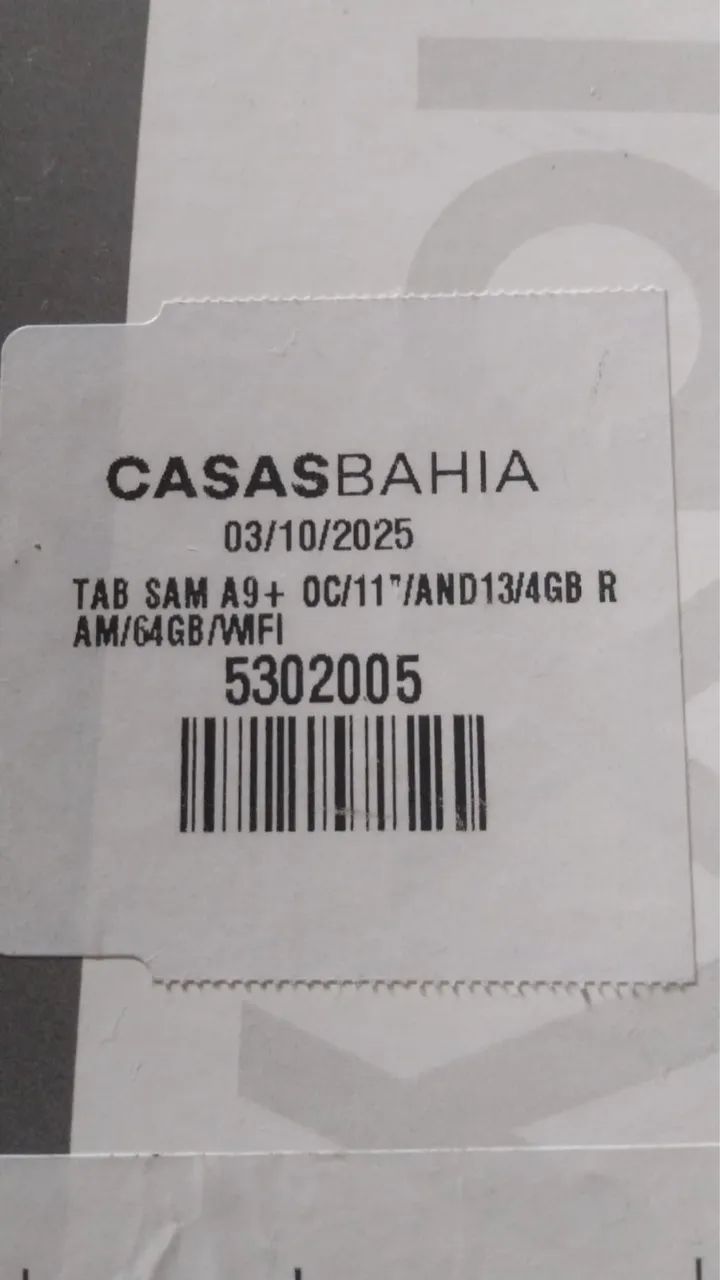 CASASBAHIA
03/10/2025
TAB SAM A9+ OC/11"/AND13/4GB R
AM/64GB/WIFI
5302005